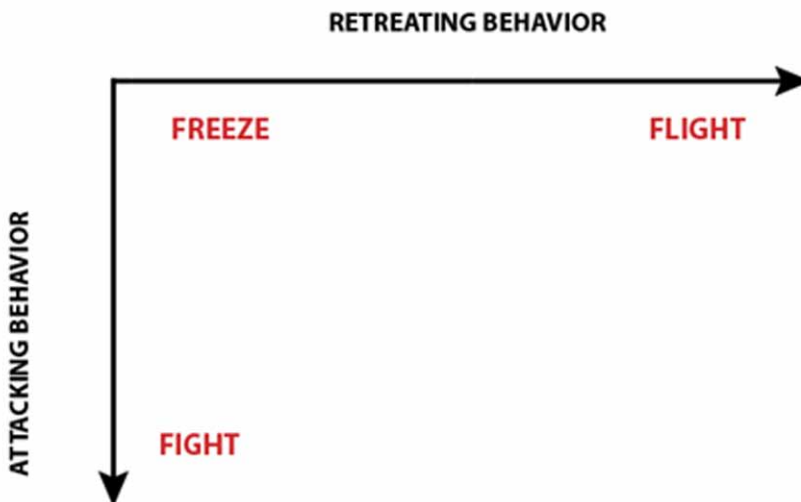 RETREATING BEHAVIOR
FREEZE
FLIGHT
ATTACKING BEHAVIOR
FIGHT